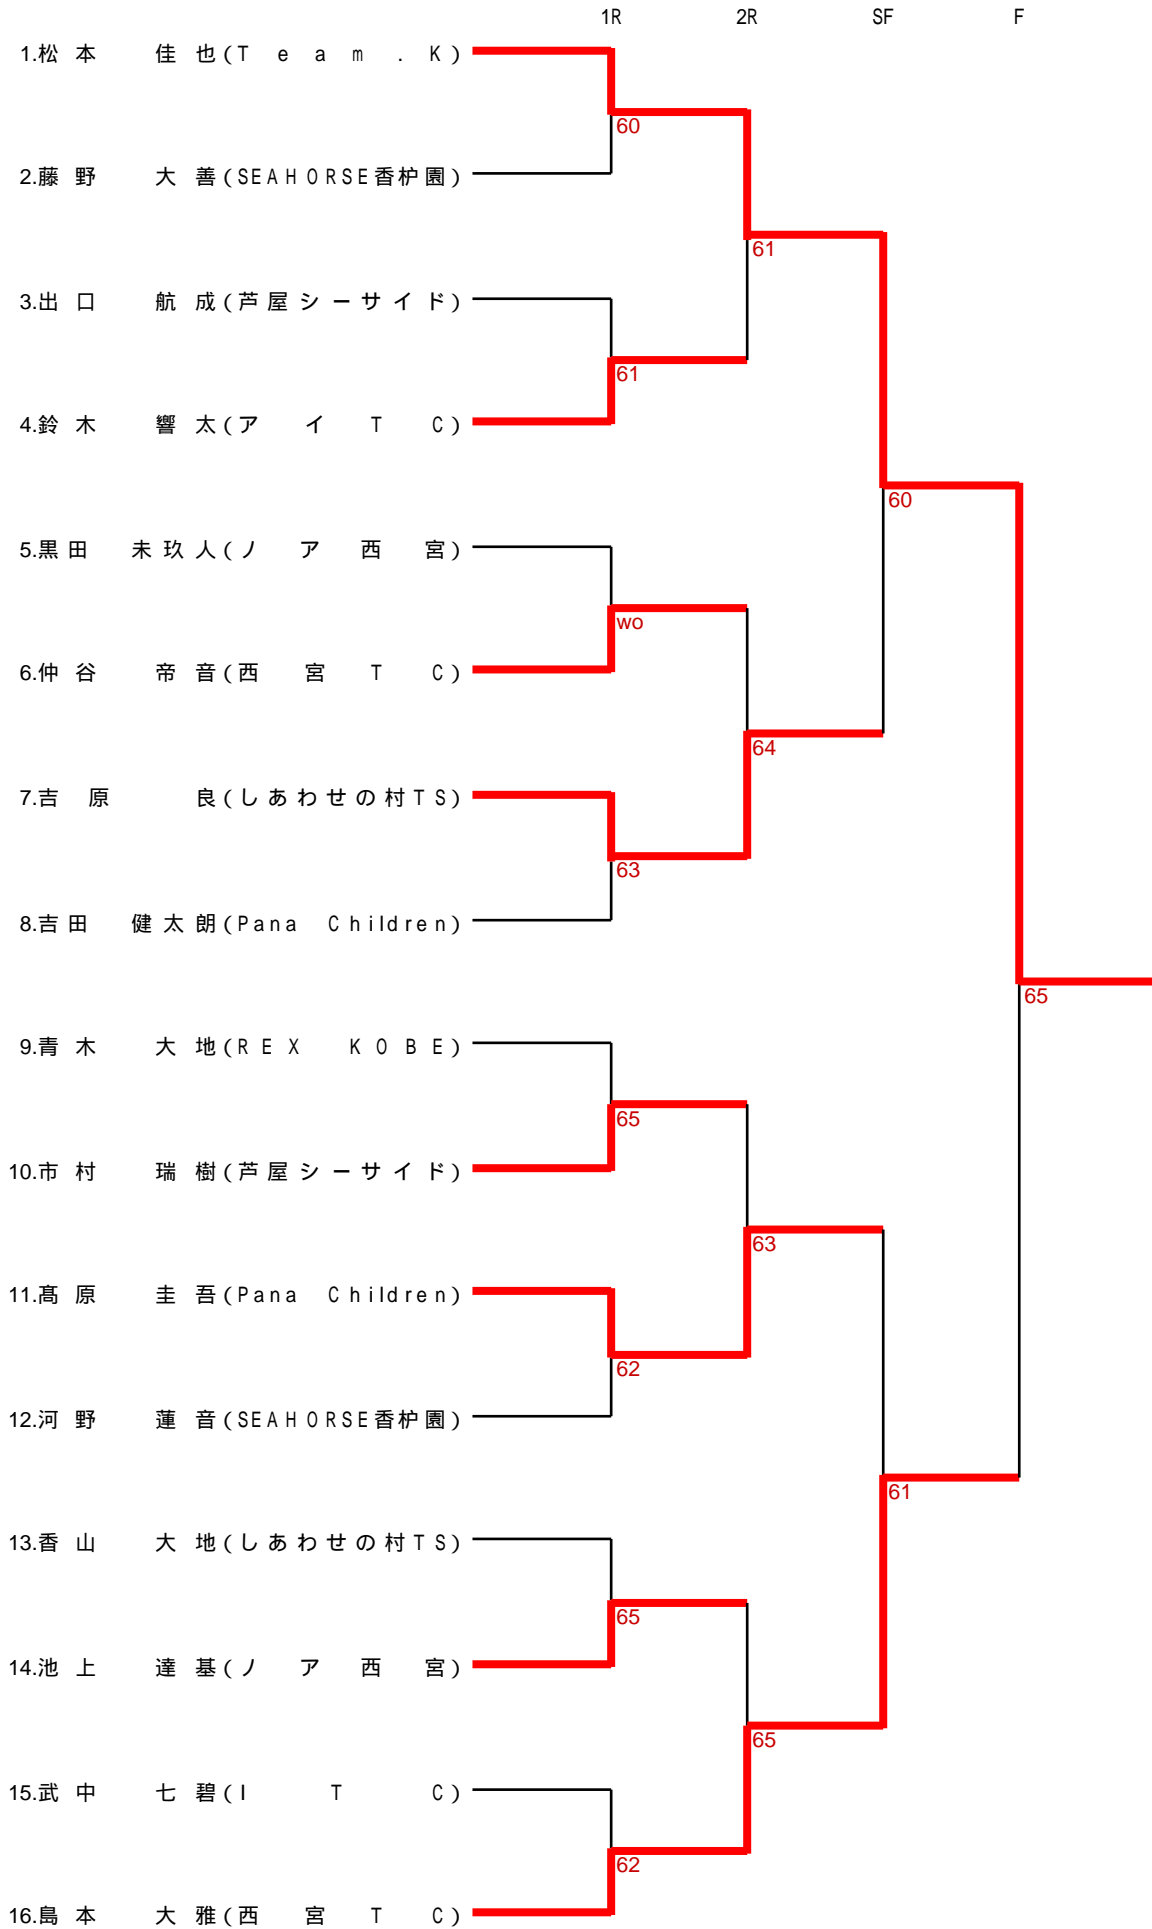 1R 2R SF F
1.松本 佳也(Team.K)
60
2.藤野 大善(SEAHORSE香枦園)
61
3.出口 航成(芦屋シーサイド)
61
4.鈴木 響太(アイTC)
60
5.黒田 未玖人(ノア西宮)
wo
6.仲谷 帝音(西宮TC)
64
7.吉原 良(しあわせの村TS)
63
8.吉田 健太朗(Pana Children)
65
9.青木 大地(REX KOBE)
65
10.市村 瑞樹(芦屋シーサイド)
63
11.髙原 圭吾(Pana Children)
62
12.河野 蓮音(SEAHORSE香枦園)
61
13.香山 大地(しあわせの村TS)
65
14.池上 達基(ノア西宮)
65
15.武中 七碧(ITC)
62
16.島本 大雅(西宮TC)